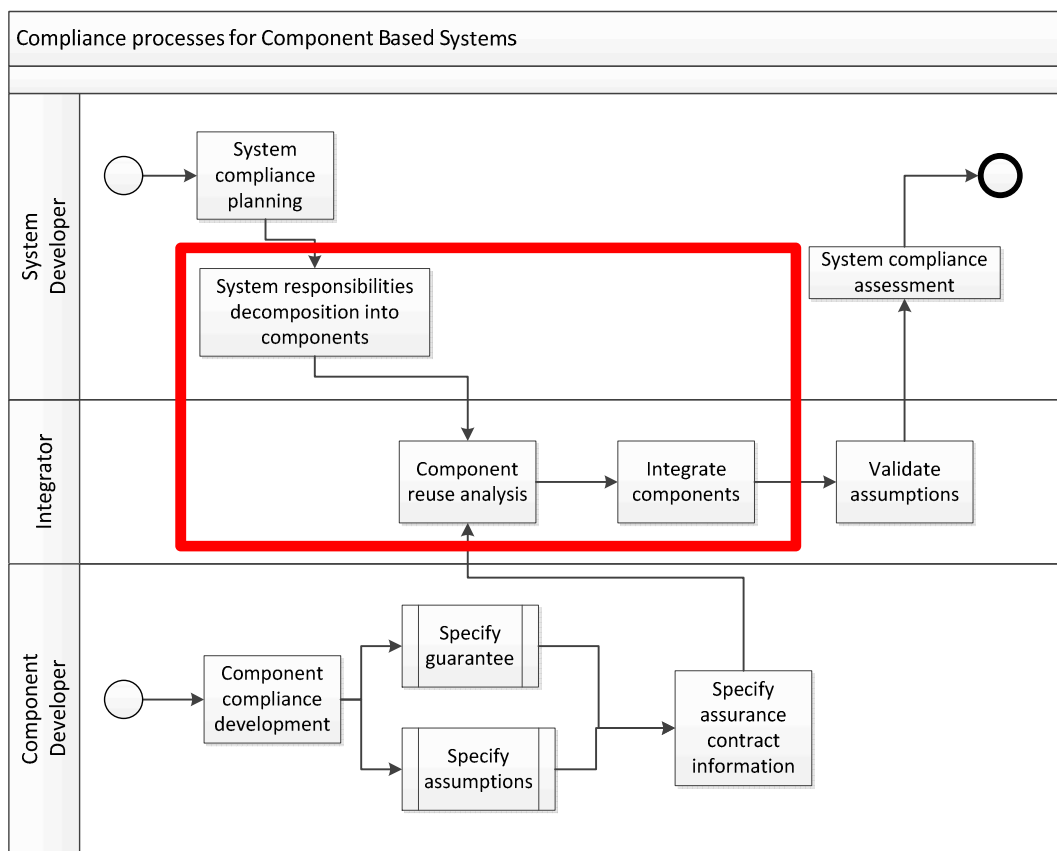 Compliance processes for Component Based Systems
System
Developer
System
compliance
planning
System responsibilities
decomposition into
components
System compliance
assessment
Integrator
Component
reuse analysis
Integrate
components
Validate
assumptions
Component
Developer
Component
compliance
development
Specify
guarantee
Specify
assumptions
Specify
assurance
contract
information